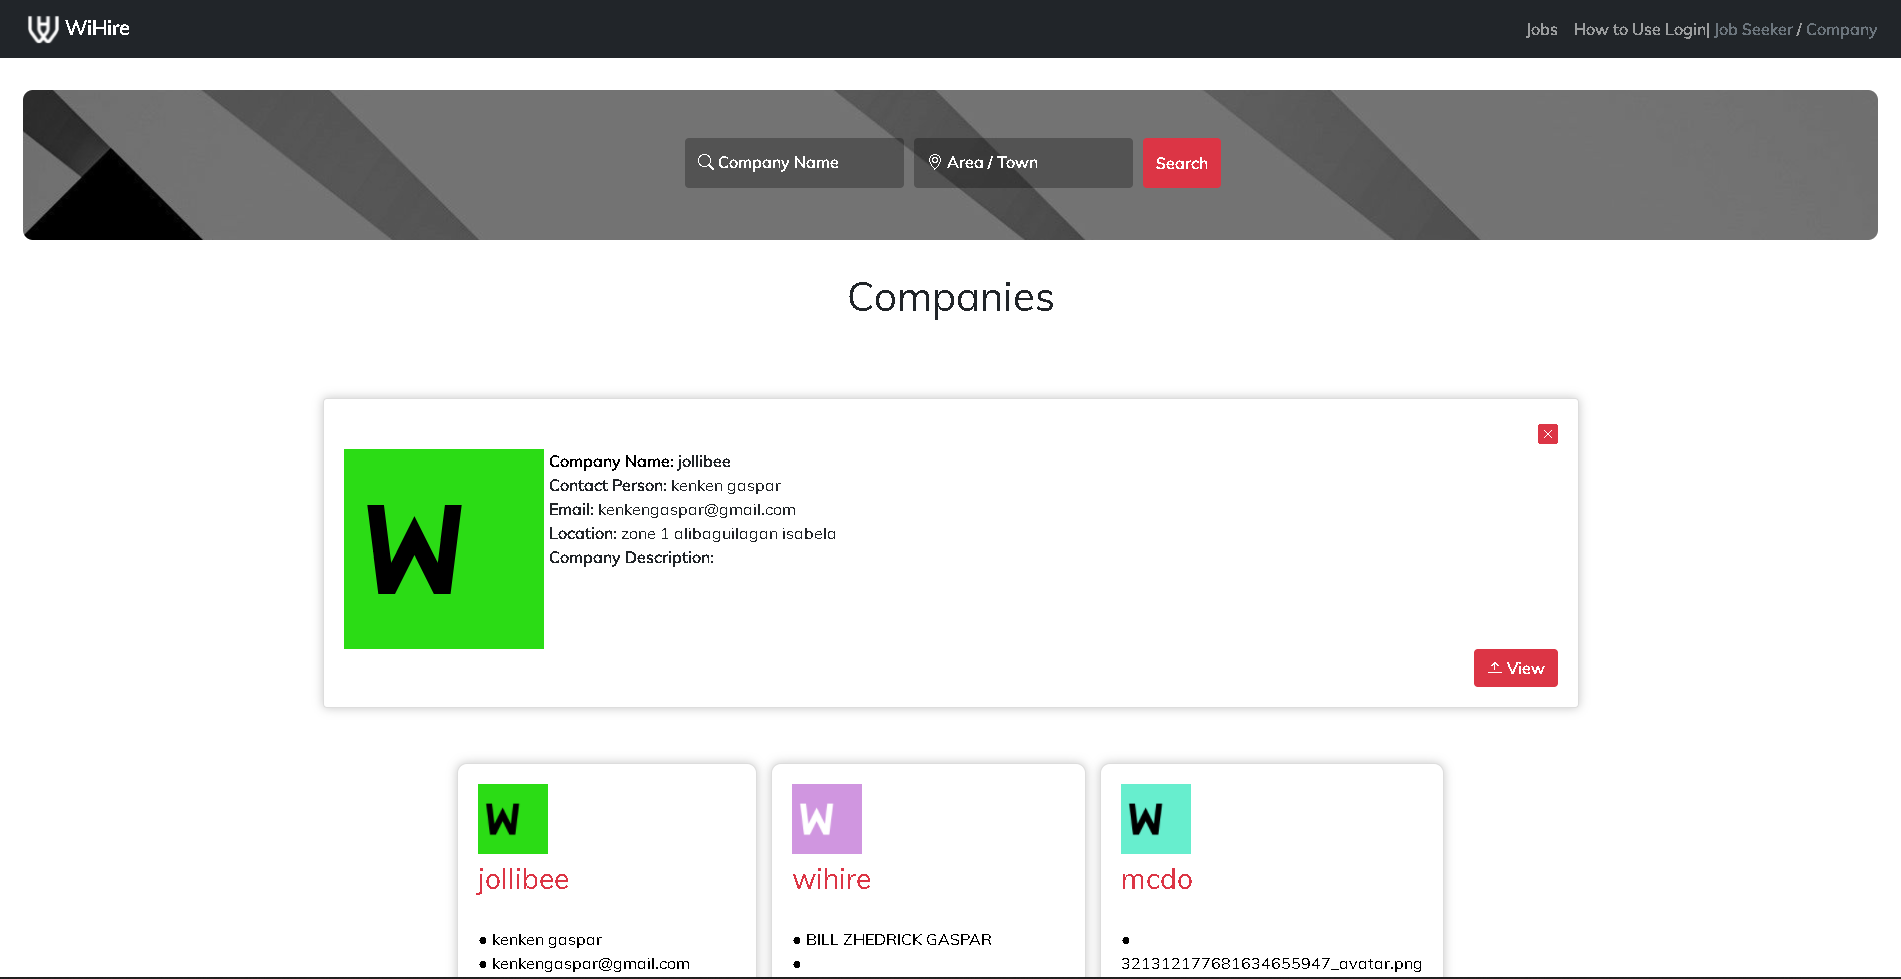 WiHire
Jobs How to Use Login| Job Seeker / Company
Company Name
Area / Town
Search
Companies
W
Company Name: jollibee
Contact Person: kenken gaspar
Email: kenkengaspar@gmail.com
Location: zone 1 alibaguilagan isabela
Company Description:
View
W
jollibee
● kenken gaspar
● kenkengaspar@gmail.com
W
wihire
● BILL ZHEDRICK GASPAR
●
W
mcdo
●
321312177681634655947_avatar.png